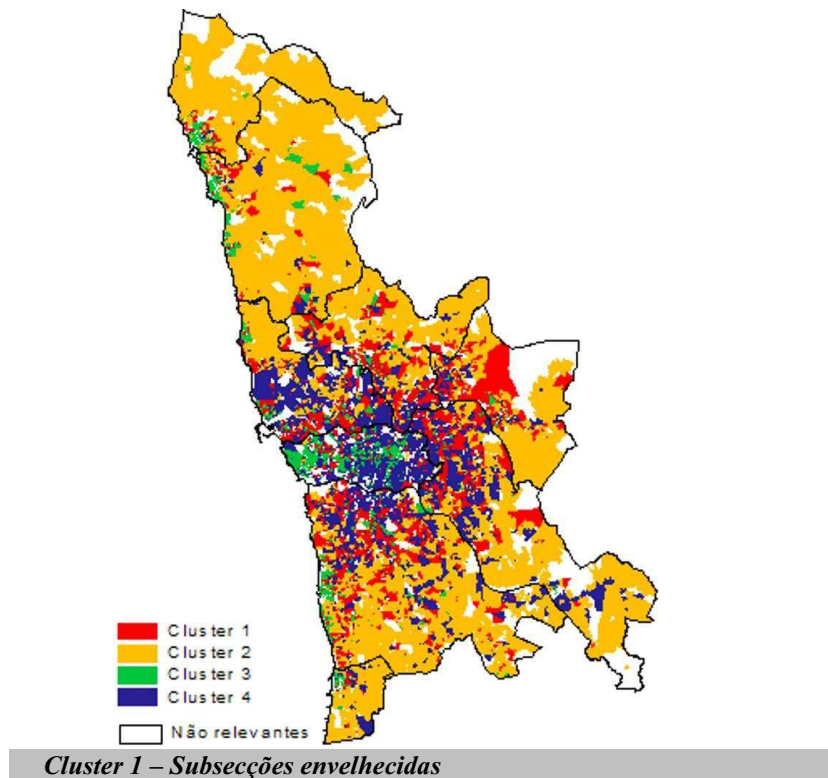 Cluster 1
Cluster 2
Cluster 3
Cluster 4
Não relevantes
Cluster 1 – Subsecções envelhecidas